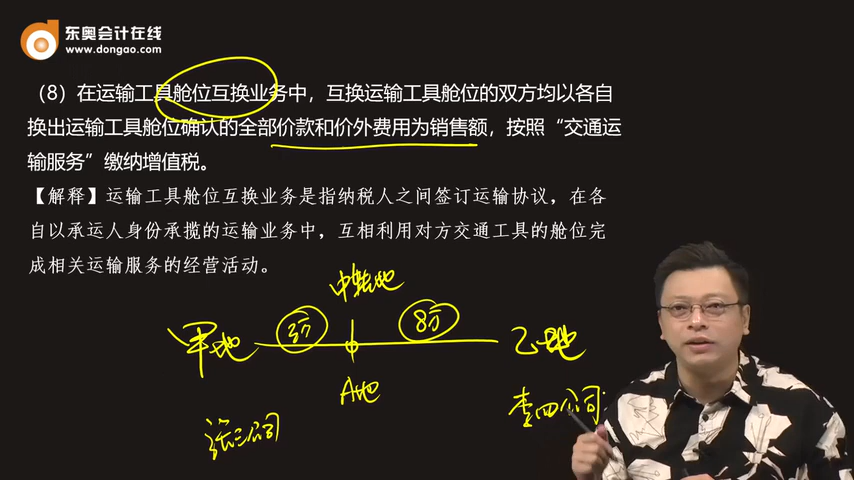 东奥会计在线
www.dongao.com
（8）在运输工具舱位互换业务中，互换运输工具舱位的双方均以各自
换出运输工具舱位确认的全部价款和价外费用为销售额，按照“交通运
输服务”缴纳增值税。
【解释】运输工具舱位互换业务是指纳税人之间签订运输协议，在各
自以承运人身份承揽的运输业务中，互相利用对方交通工具的舱位完
成相关运输服务的经营活动。
中转地
甲地 3万 8万 乙地
A地
张三公司 李四公司